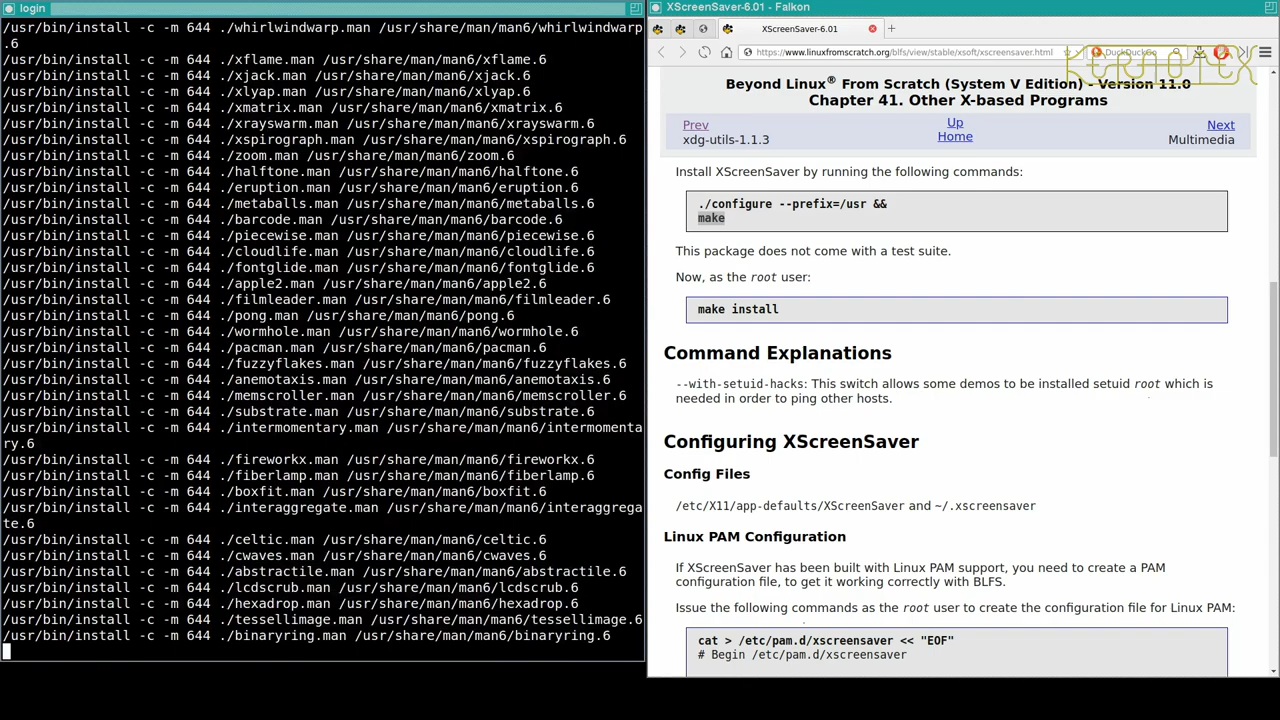 login
/usr/bin/install -c -m 644 ./whirlwindwarp.man /usr/share/man/man6/whirlwindwarp
.6
/usr/bin/install -c -m 644 ./xflame.man /usr/share/man/man6/xflame.6
/usr/bin/install -c -m 644 ./xjack.man /usr/share/man/man6/xjack.6
/usr/bin/install -c -m 644 ./xlyap.man /usr/share/man/man6/xlyap.6
/usr/bin/install -c -m 644 ./xmatrix.man /usr/share/man/man6/xmatrix.6
/usr/bin/install -c -m 644 ./xrayswarm.man /usr/share/man/man6/xrayswarm.6
/usr/bin/install -c -m 644 ./xspirograph.man /usr/share/man/man6/xspirograph.6
/usr/bin/install -c -m 644 ./zoom.man /usr/share/man/man6/zoom.6
/usr/bin/install -c -m 644 ./halftone.man /usr/share/man/man6/halftone.6
/usr/bin/install -c -m 644 ./eruption.man /usr/share/man/man6/eruption.6
/usr/bin/install -c -m 644 ./metaballs.man /usr/share/man/man6/metaballs.6
/usr/bin/install -c -m 644 ./barcode.man /usr/share/man/man6/barcode.6
/usr/bin/install -c -m 644 ./piecewise.man /usr/share/man/man6/piecewise.6
/usr/bin/install -c -m 644 ./cloudlife.man /usr/share/man/man6/cloudlife.6
/usr/bin/install -c -m 644 ./fontglide.man /usr/share/man/man6/fontglide.6
/usr/bin/install -c -m 644 ./apple2.man /usr/share/man/man6/apple2.6
/usr/bin/install -c -m 644 ./filmleader.man /usr/share/man/man6/filmleader.6
/usr/bin/install -c -m 644 ./pong.man /usr/share/man/man6/pong.6
/usr/bin/install -c -m 644 ./wormhole.man /usr/share/man/man6/wormhole.6
/usr/bin/install -c -m 644 ./pacman.man /usr/share/man/man6/pacman.6
/usr/bin/install -c -m 644 ./fuzzyflakes.man /usr/share/man/man6/fuzzyflakes.6
/usr/bin/install -c -m 644 ./anemotaxis.man /usr/share/man/man6/anemotaxis.6
/usr/bin/install -c -m 644 ./memscroller.man /usr/share/man/man6/memscroller.6
/usr/bin/install -c -m 644 ./substrate.man /usr/share/man/man6/substrate.6
/usr/bin/install -c -m 644 ./intermomentary.man /usr/share/man/man6/intermomenta
ry.6
/usr/bin/install -c -m 644 ./fireworkx.man /usr/share/man/man6/fireworkx.6
/usr/bin/install -c -m 644 ./fiberlamp.man /usr/share/man/man6/fiberlamp.6
/usr/bin/install -c -m 644 ./boxfit.man /usr/share/man/man6/boxfit.6
/usr/bin/install -c -m 644 ./interaggregate.man /usr/share/man/man6/interaggrega
te.6
/usr/bin/install -c -m 644 ./celtic.man /usr/share/man/man6/celtic.6
/usr/bin/install -c -m 644 ./cwaves.man /usr/share/man/man6/cwaves.6
/usr/bin/install -c -m 644 ./abstractile.man /usr/share/man/man6/abstractile.6
/usr/bin/install -c -m 644 ./lcdscrub.man /usr/share/man/man6/lcdscrub.6
/usr/bin/install -c -m 644 ./hexadrop.man /usr/share/man/man6/hexadrop.6
/usr/bin/install -c -m 644 ./tessellimage.man /usr/share/man/man6/tessellimage.6
/usr/bin/install -c -m 644 ./binaryring.man /usr/share/man/man6/binaryring.6
XScreenSaver-6.01 - Falkon
XScreenSaver-6.01
https://www.linuxfromscratch.org/blfs/view/stable/xsoft/xscreensaver.html
DuckDuckGo
KERNOTEX
Beyond Linux® From Scratch (System V Edition) - Version 11.0
Chapter 41. Other X-based Programs
Prev Up Next
xdg-utils-1.1.3 Home Multimedia
Install XScreenSaver by running the following commands:
./configure --prefix=/usr &&
make
This package does not come with a test suite.
Now, as the root user:
make install
Command Explanations
--with-setuid-hacks: This switch allows some demos to be installed setuid root which is
needed in order to ping other hosts.
Configuring XScreenSaver
Config Files
/etc/X11/app-defaults/XScreenSaver and ~/.xscreensaver
Linux PAM Configuration
If XScreenSaver has been built with Linux PAM support, you need to create a PAM
configuration file, to get it working correctly with BLFS.
Issue the following commands as the root user to create the configuration file for Linux PAM:
cat > /etc/pam.d/xscreensaver << "EOF"
# Begin /etc/pam.d/xscreensaver